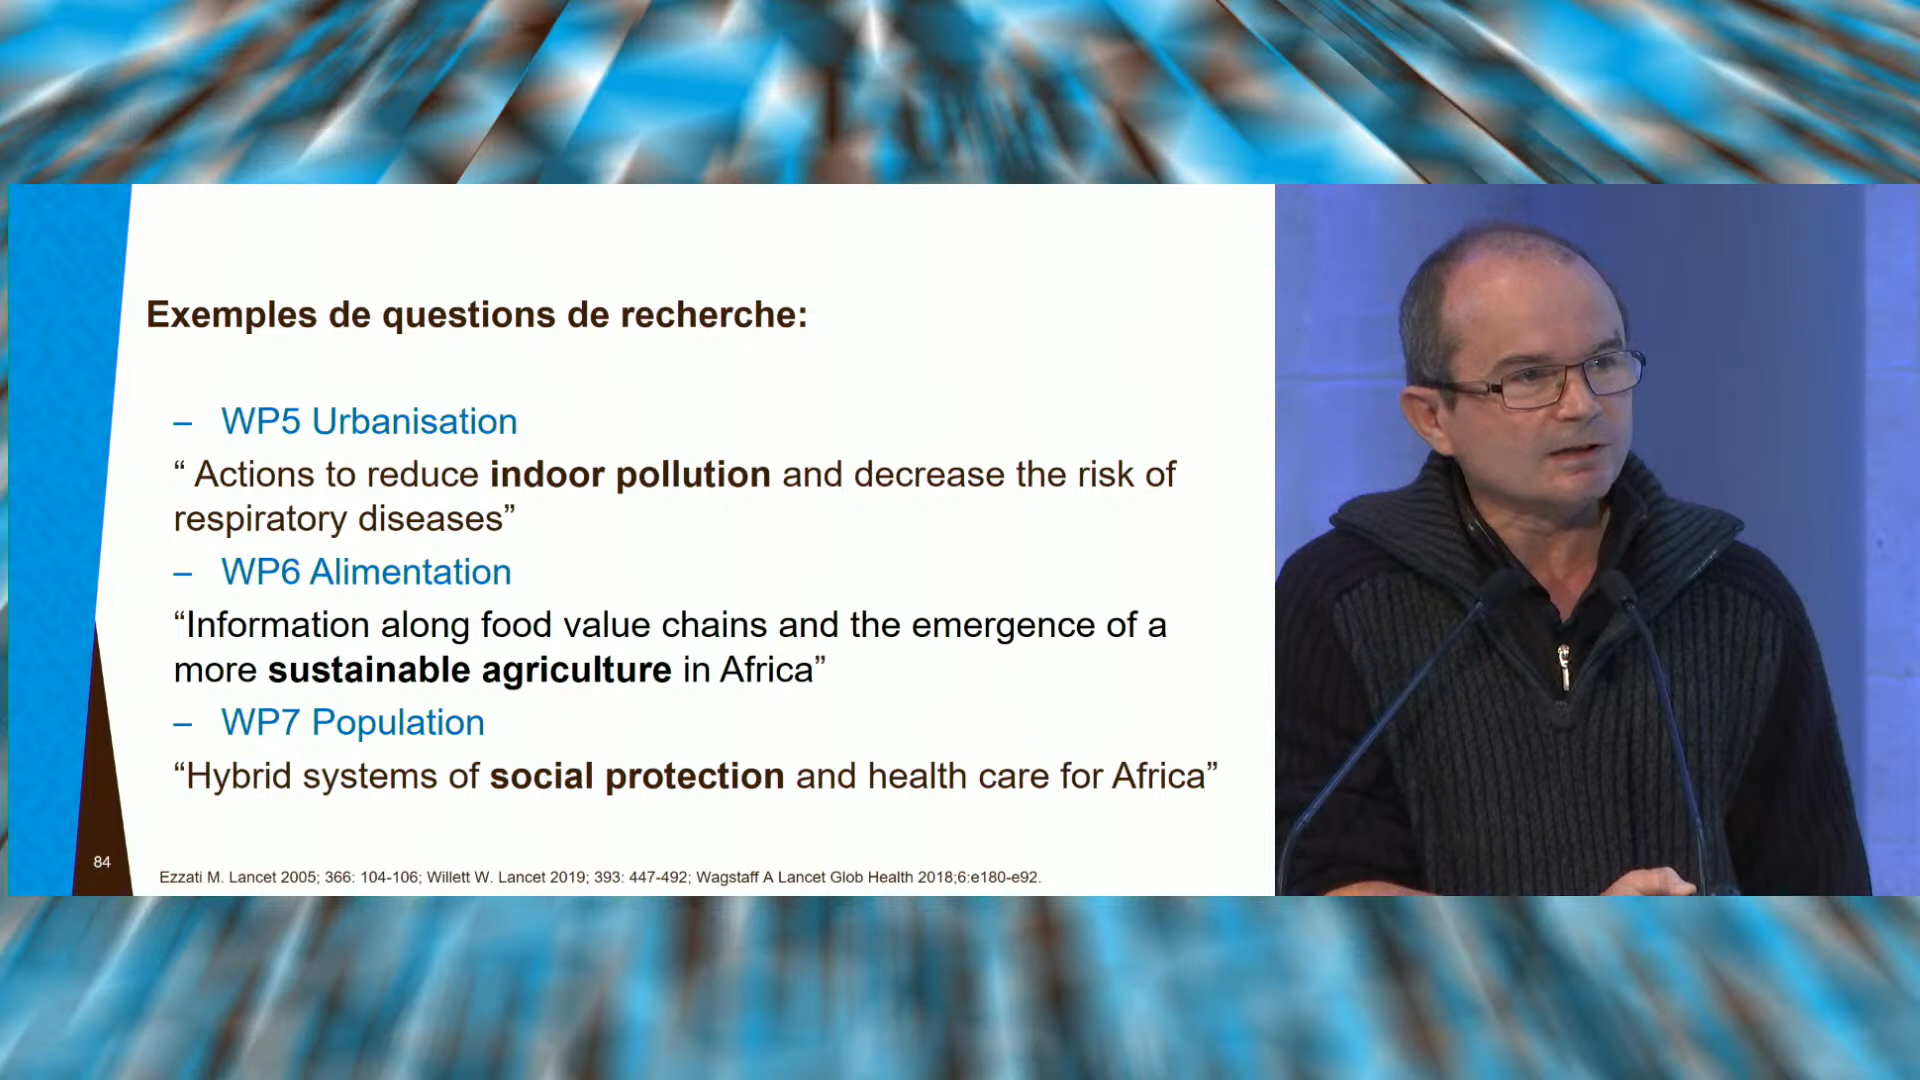 Exemples de questions de recherche:
– WP5 Urbanisation
“ Actions to reduce indoor pollution and decrease the risk of
respiratory diseases”
– WP6 Alimentation
“Information along food value chains and the emergence of a
more sustainable agriculture in Africa”
– WP7 Population
“Hybrid systems of social protection and health care for Africa”
84
Ezzati M. Lancet 2005; 366: 104-106; Willett W. Lancet 2019; 393: 447-492; Wagstaff A Lancet Glob Health 2018;6:e180-e92.